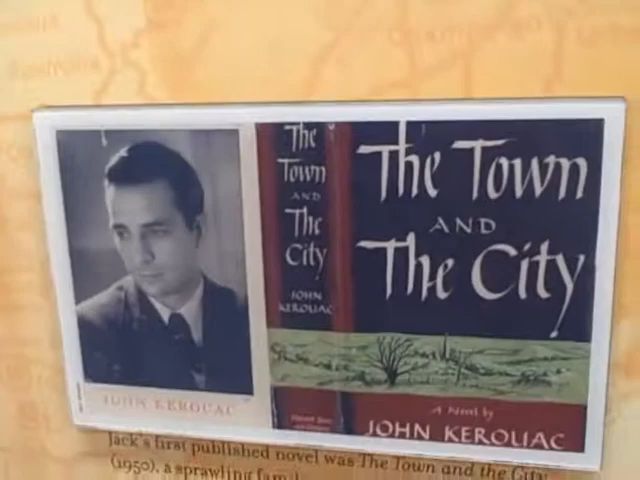 The
Town
AND
The
City
JOHN
KEROUAC
The Town
AND
The City
A Novel by
JOHN KEROUAC
JOHN KEROUAC
Jack's first published novel was The Town and the City
(1950), a sprawling